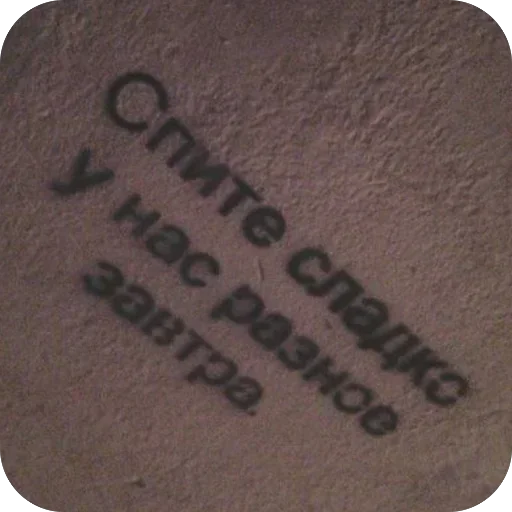 Спите сладко
у нас разное
завтра.